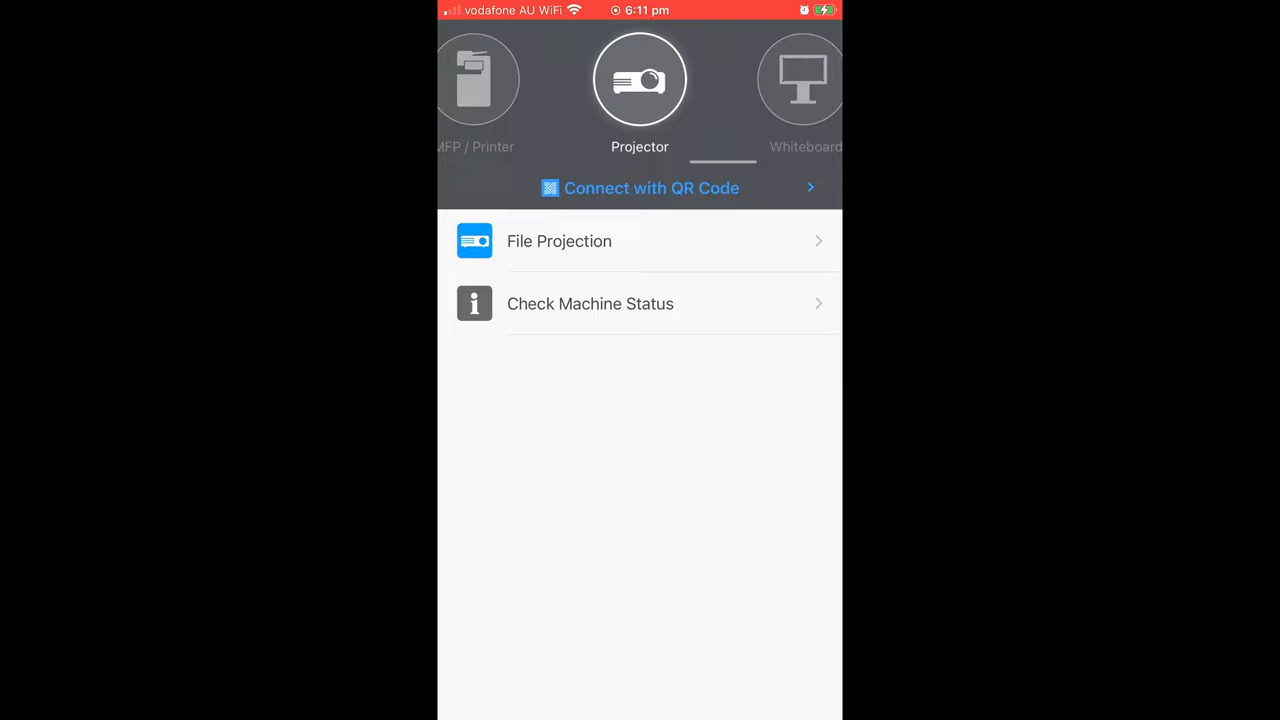 vodafone AU WiFi 6:11 pm
MFP / Printer
Projector
Whiteboard
Connect with QR Code
File Projection
Check Machine Status